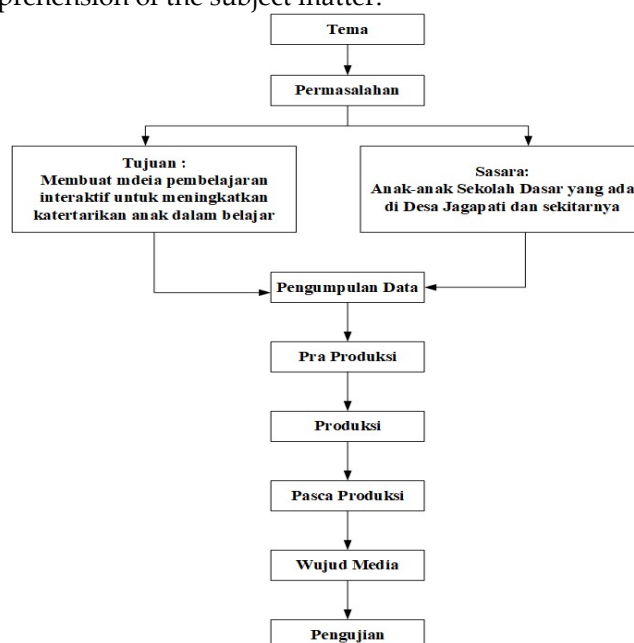 prehension of the subject matter.
Tema
Permasalahan
Tujuan :
Membuat mdeia pembelajaran
interaktif untuk meningkatkan
katertarikan anak dalam belajar
Sasara:
Anak-anak Sekolah Dasar yang ada
di Desa Jagapati dan sekitarnya
Pengumpulan Data
Pra Produksi
Produksi
Pasca Produksi
Wujud Media
Pengujian